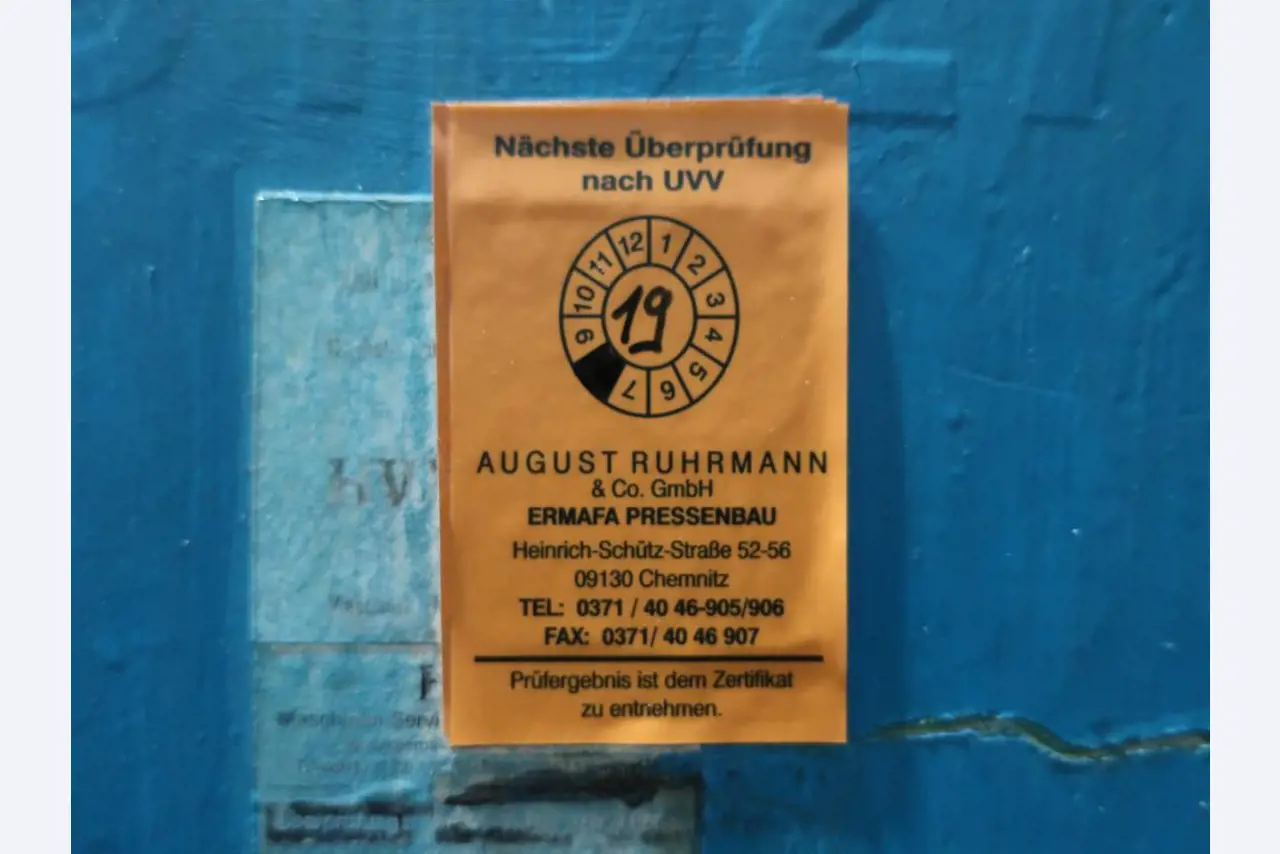 Nächste Überprüfung
nach UVV
12 1
11 2
10 3
19
9 4
5
7 6
AUGUST RUHRMANN
& Co. GmbH
ERMAFA PRESSENBAU
Heinrich-Schütz-Straße 52-56
09130 Chemnitz
TEL: 0371 / 40 46-905/906
FAX: 0371/ 40 46 907
Prüfergebnis ist dem Zertifikat
zu entnehmen.